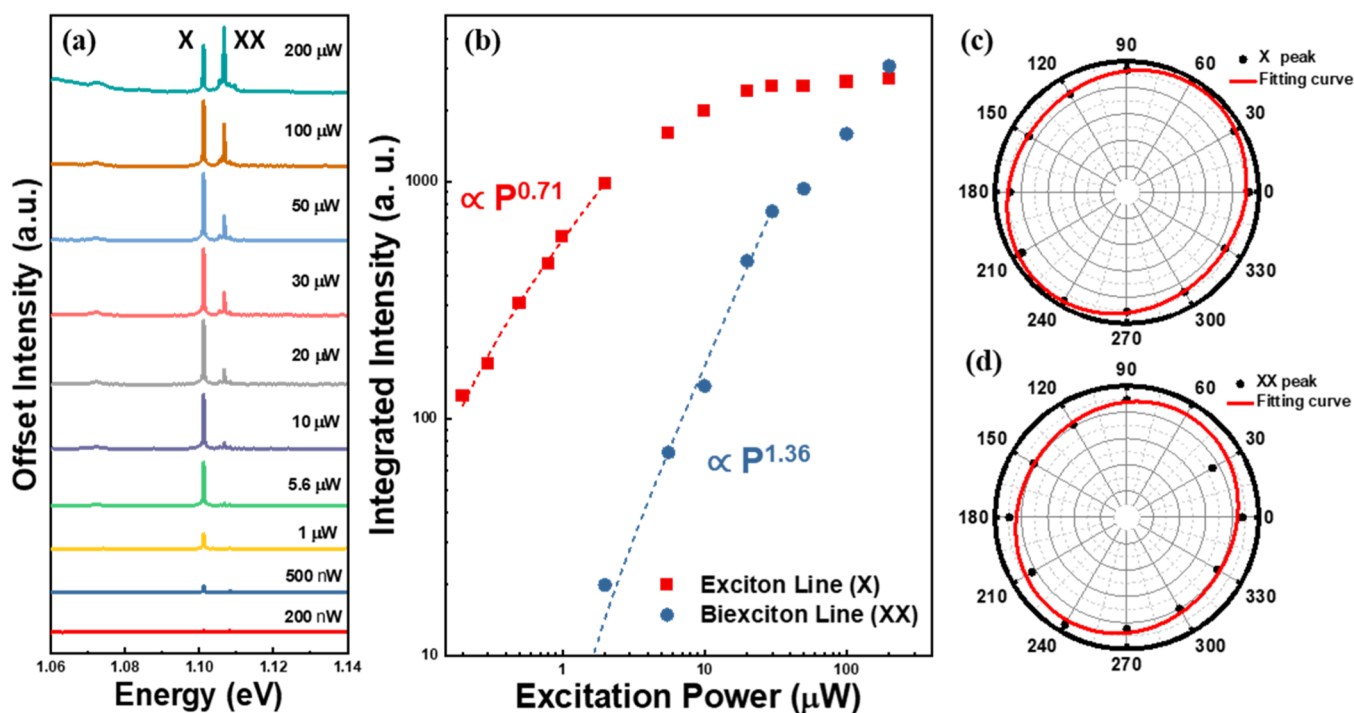 (a)
X XX
200 μW
100 μW
50 μW
30 μW
20 μW
10 μW
5.6 μW
1 μW
500 nW
200 nW
Offset Intensity (a.u.)
1.06 1.08 1.10 1.12 1.14
Energy (eV)
(b)
Integrated Intensity (a. u.)
1000
100
10
∝ P^0.71
∝ P^1.36
Exciton Line (X)
Biexciton Line (XX)
1 10 100
Excitation Power (μW)
(c)
X peak
Fitting curve
90
120 60
150 30
180 0
210 330
240 300
270
(d)
XX peak
Fitting curve
90
120 60
150 30
180 0
210 330
240 300
270